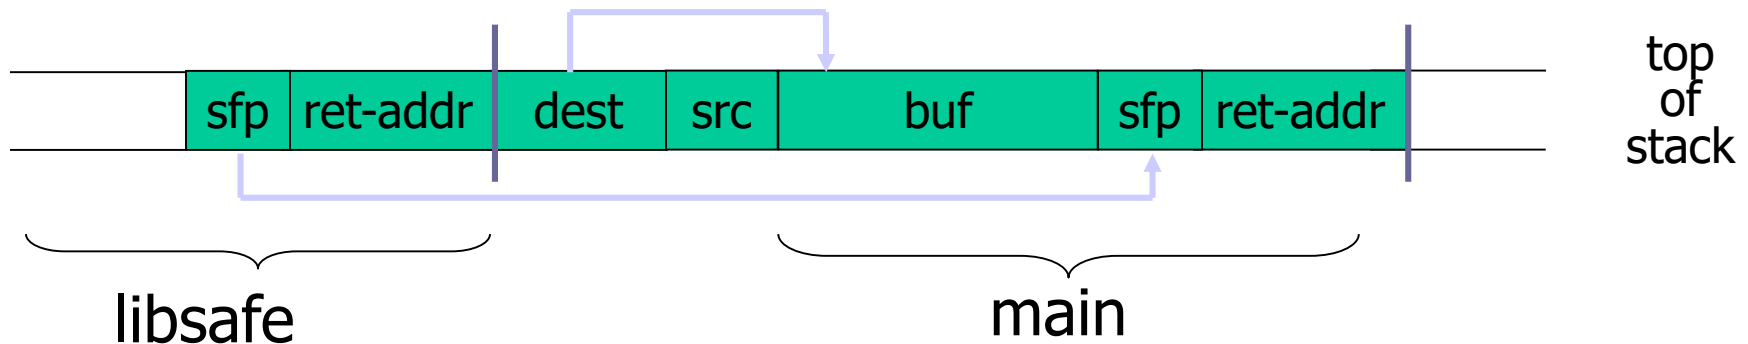 sfp ret-addr dest src buf sfp ret-addr
top
of
stack
libsafe main